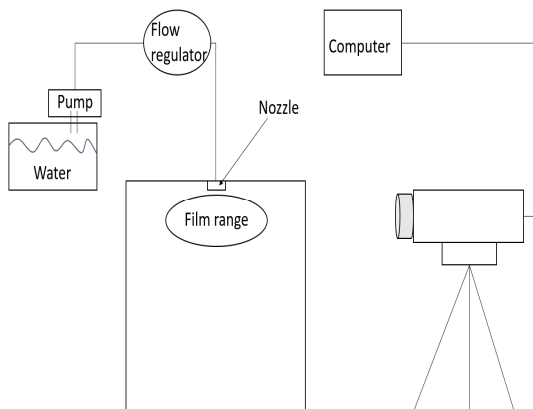 Flow
regulator
Computer
Pump
Nozzle
Water
Film range